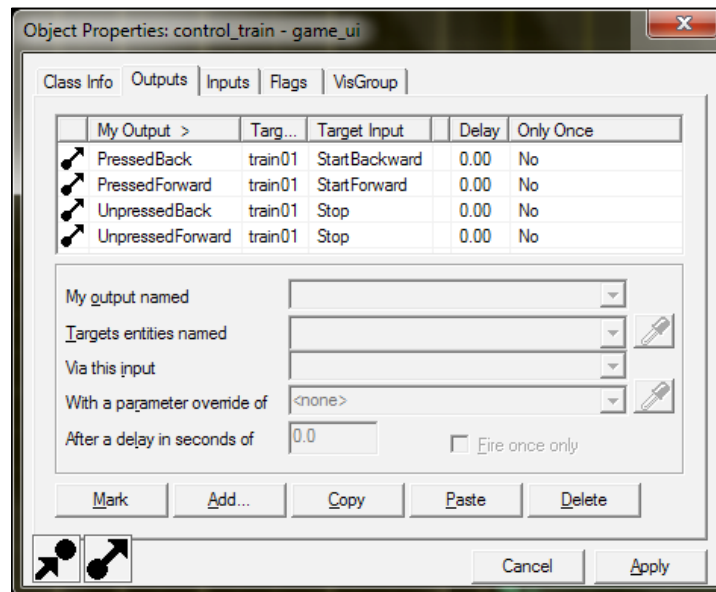 Object Properties: control_train - game_ui
Class Info Outputs Inputs Flags VisGroup
My Output > Targ... Target Input Delay Only Once
PressedBack train01 StartBackward 0.00 No
PressedForward train01 StartForward 0.00 No
UnpressedBack train01 Stop 0.00 No
UnpressedForward train01 Stop 0.00 No
My output named
Targets entities named
Via this input
With a parameter override of <none>
After a delay in seconds of 0.0 Fire once only
Mark Add... Copy Paste Delete
Cancel Apply